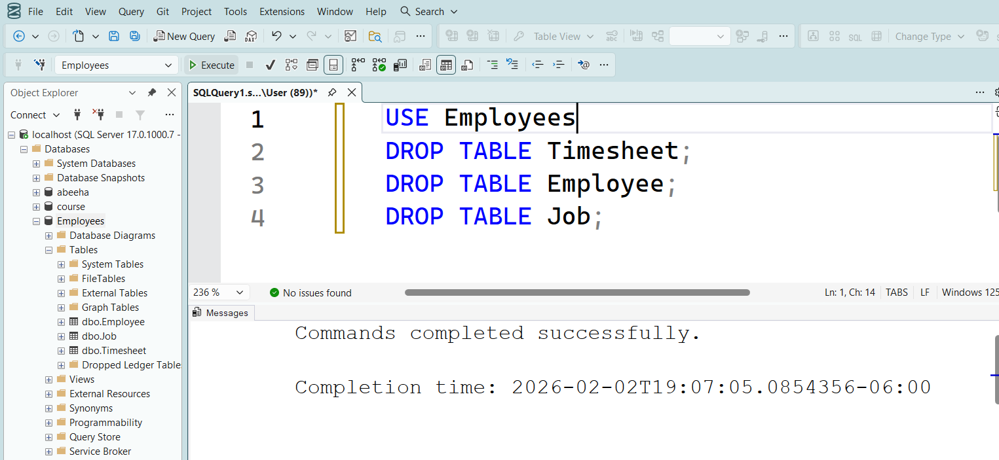 File Edit View Query Git Project Tools Extensions Window Help Search
New Query DAX Table View abc SQL Change Type
Employees Execute
Object Explorer
Connect
localhost (SQL Server 17.0.1000.7 -
Databases
System Databases
Database Snapshots
abeeha
course
Employees
Database Diagrams
Tables
System Tables
FileTables
External Tables
Graph Tables
dbo.Employee
dbo.Job
dbo.Timesheet
Dropped Ledger Table
Views
External Resources
Synonyms
Programmability
Query Store
Service Broker
SQLQuery1.s...\User (89))*
1 USE Employees
2 DROP TABLE Timesheet;
3 DROP TABLE Employee;
4 DROP TABLE Job;
236 % No issues found Ln: 1, Ch: 14 TABS LF Windows 125
Messages
Commands completed successfully.
Completion time: 2026-02-02T19:07:05.0854356-06:00